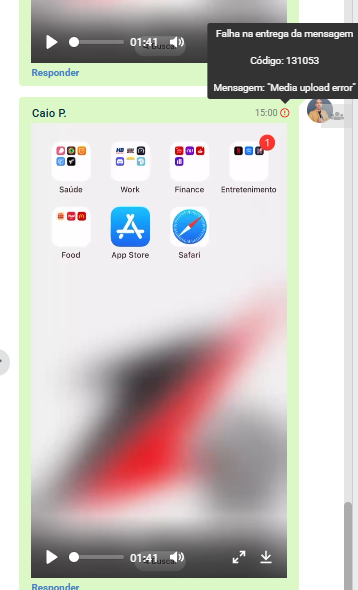 Falha na entrega da mensagem
Código: 131053
Mensagem: "Media upload error"
01:41
Responder
Caio P.
15:00
1
Saúde
Work
Finance
Entretenimento
Food
App Store
Safari
01:41
Buscar
Responder